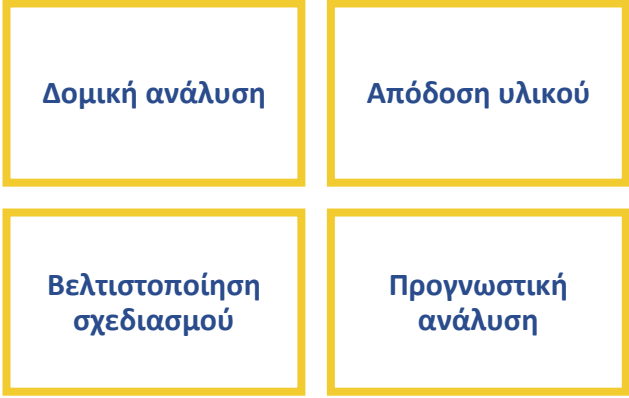 Δομική ανάλυση
Απόδοση υλικού
Βελτιστοποίηση
σχεδιασμού
Προγνωστική
ανάλυση